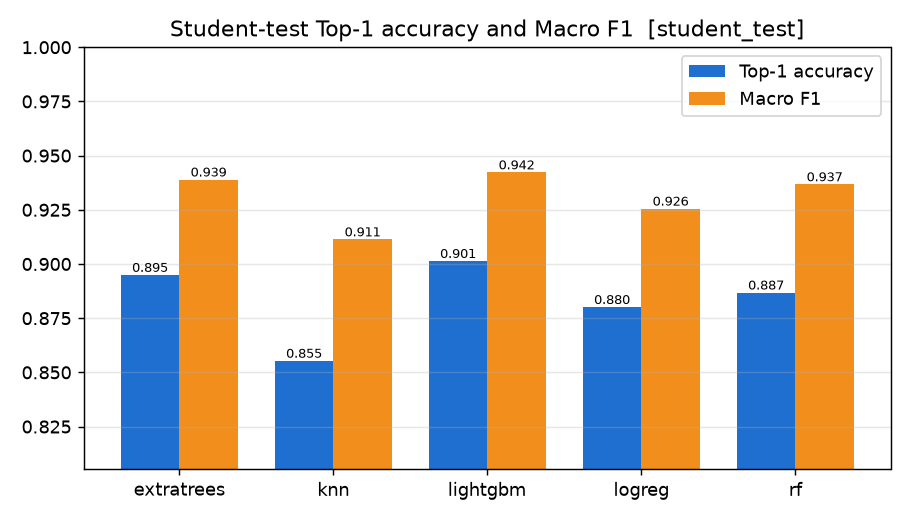 Student-test Top-1 accuracy and Macro F1 [student_test]
1.000
0.975
0.950
0.925
0.900
0.875
0.850
0.825
Top-1 accuracy
Macro F1
0.895
0.939
0.855
0.911
0.901
0.942
0.880
0.926
0.887
0.937
extratrees
knn
lightgbm
logreg
rf